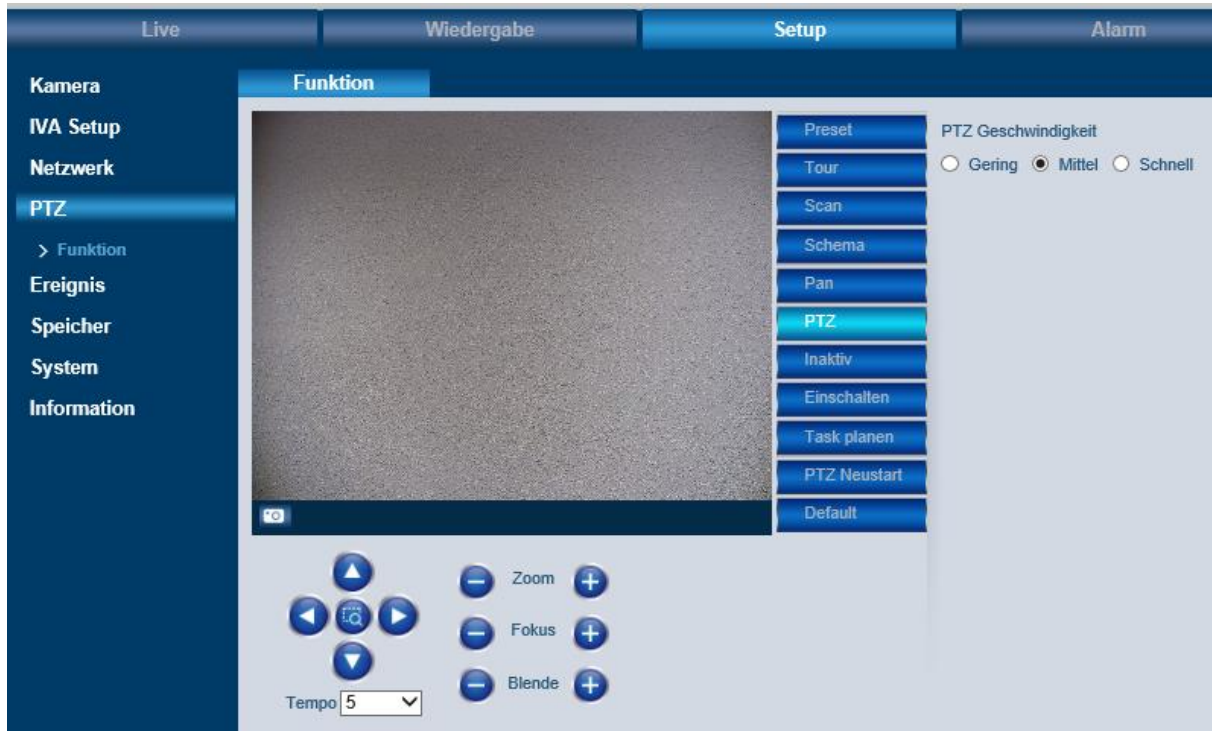 Live
Wiedergabe
Setup
Alarm
Kamera
IVA Setup
Netzwerk
PTZ
> Funktion
Ereignis
Speicher
System
Information
Funktion
Preset
Tour
Scan
Schema
Pan
PTZ
Inaktiv
Einschalten
Task planen
PTZ Neustart
Default
PTZ Geschwindigkeit
Gering Mittel Schnell
Zoom
Fokus
Blende
Tempo 5